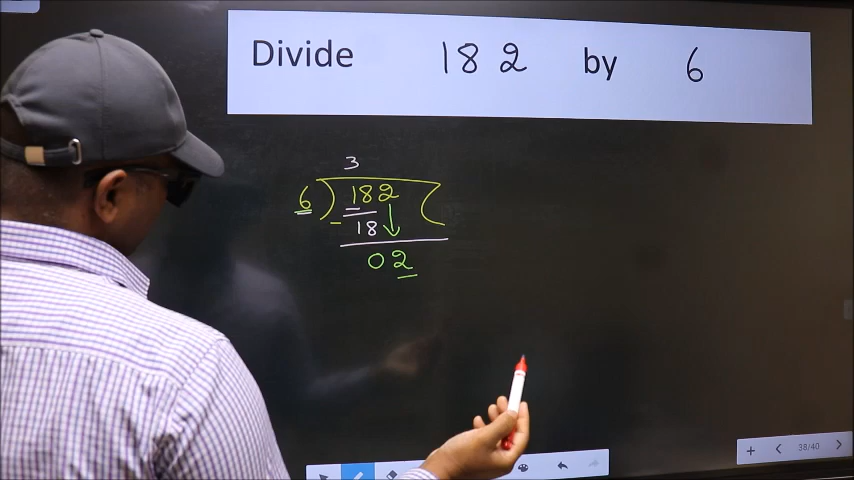 Divide 182 by 6
3
6 ) 182 (
- 18 ↓
02
+ < 38/40 >